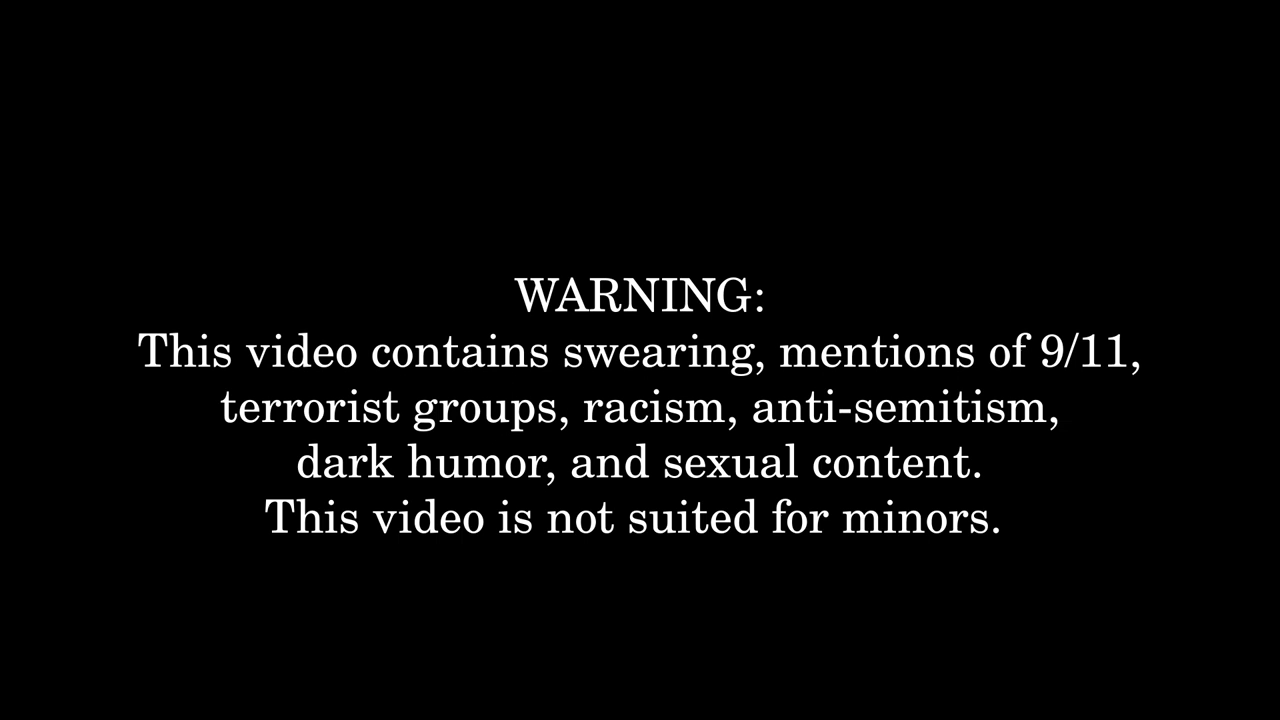 WARNING:
This video contains swearing, mentions of 9/11,
terrorist groups, racism, anti-semitism,
dark humor, and sexual content.
This video is not suited for minors.